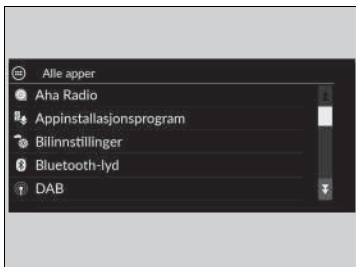 Alle apper
Aha Radio
Appinstallasjonsprogram
Bilinnstillinger
Bluetooth-lyd
DAB